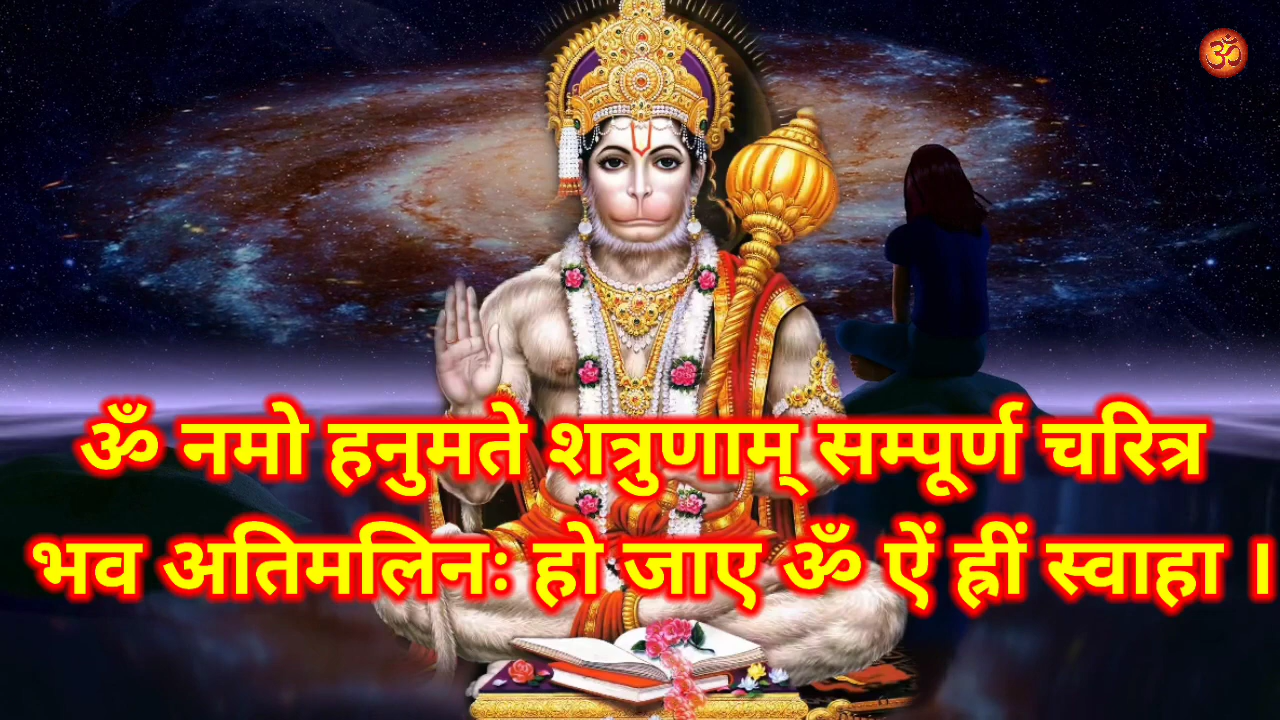 ॐ
ॐ नमो हनुमते शत्रुणाम् सम्पूर्ण चरित्र
भव अतिमलिनः हो जाए ॐ ऐं ह्रीं स्वाहा ।